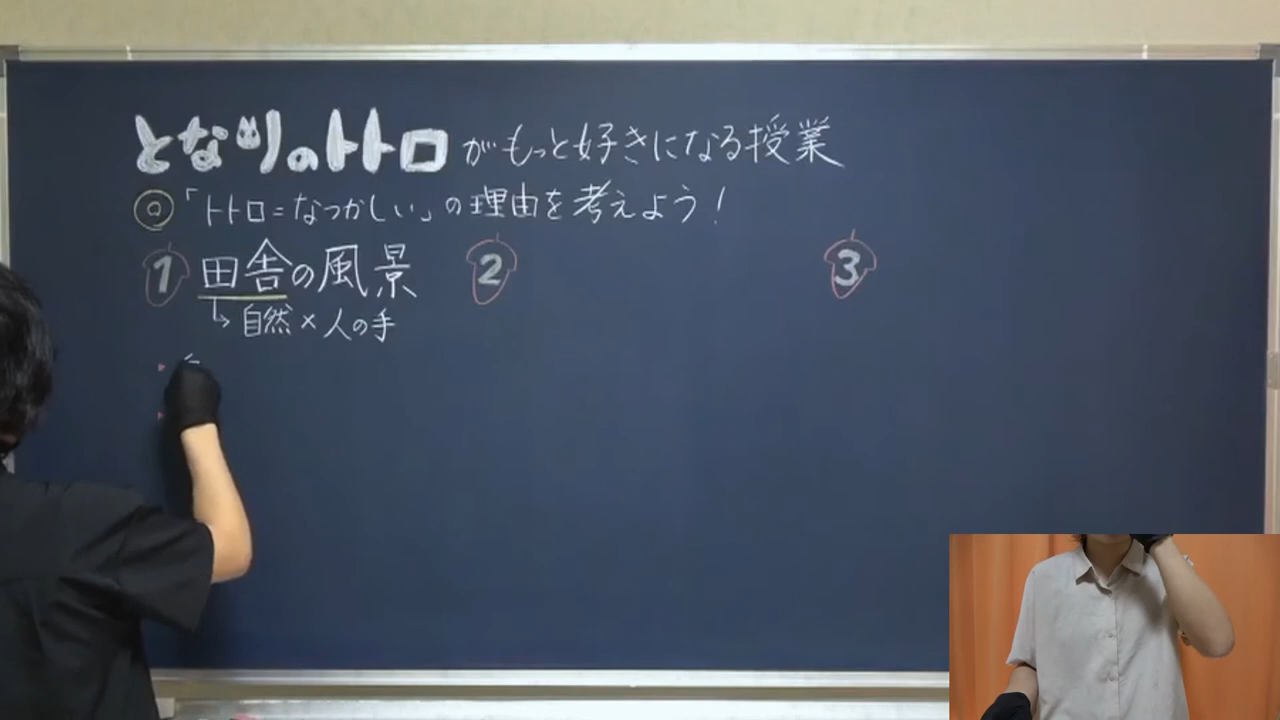 となりのトトロがもっと好きになる授業
◎「トトロ=なつかしい」の理由を考えよう!
1 田舎の風景
↳自然×人の手
2
3